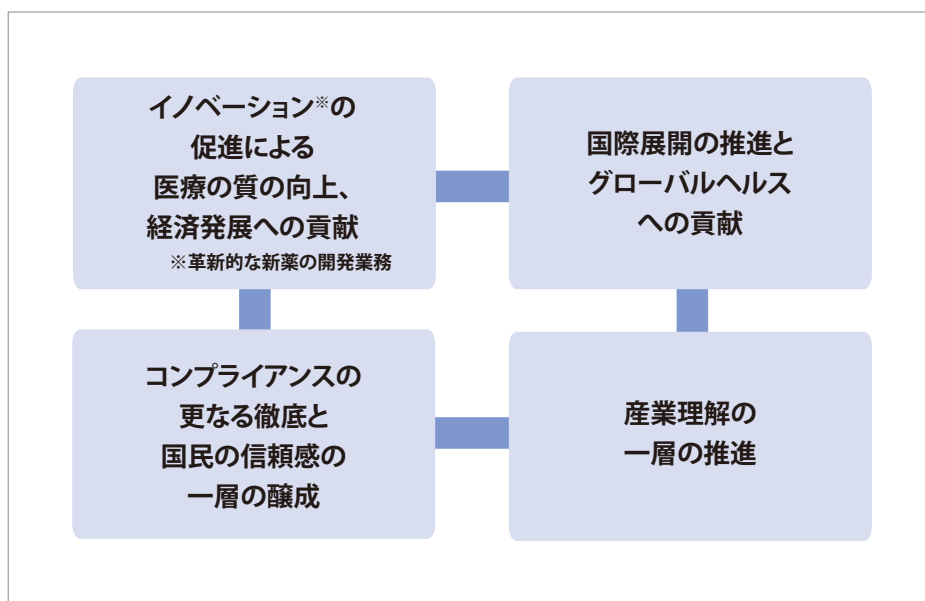 イノベーション※の
促進による
医療の質の向上、
経済発展への貢献
※革新的な新薬の開発業務
国際展開の推進と
グローバルヘルス
への貢献
コンプライアンスの
更なる徹底と
国民の信頼感の
一層の醸成
産業理解の
一層の推進